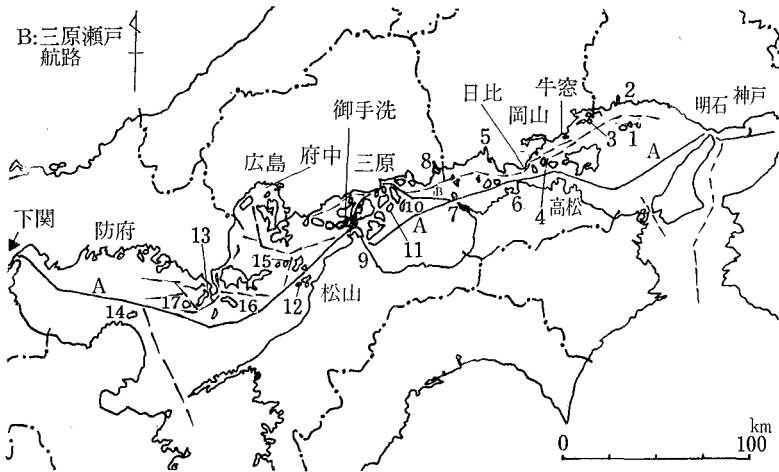 B:三原瀬戸
航路
御手洗
日比
牛窓
岡山
2
明石
神戸
広島
府中
三原
8
5
3
1
A
B
下関
防府
13
10
7
6
4
高松
A
11
15
9
A
12
松山
17
16
14
km
0
100